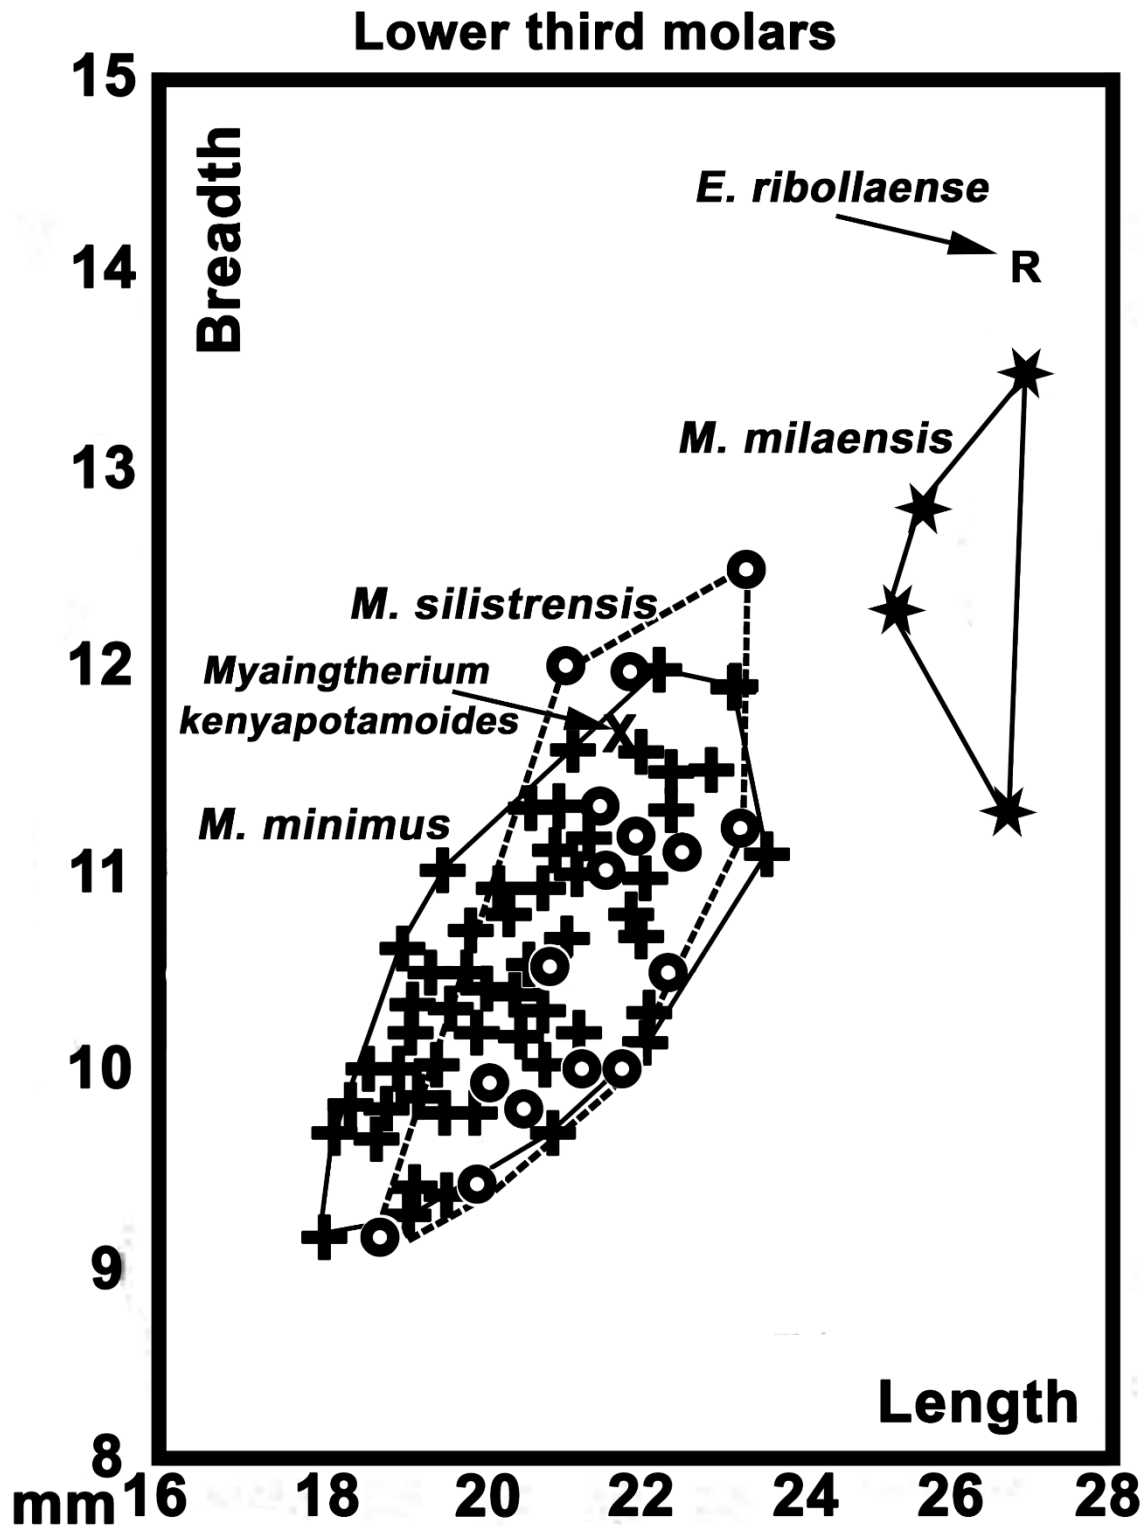 Lower third molars
15
Breadth
E. ribollaense
14
R
M. milaensis
13
M. silistrensis
12
Myaingtherium
kenyapotamoides
X
M. minimus
11
10
9
Length
8
mm 16 18 20 22 24 26 28